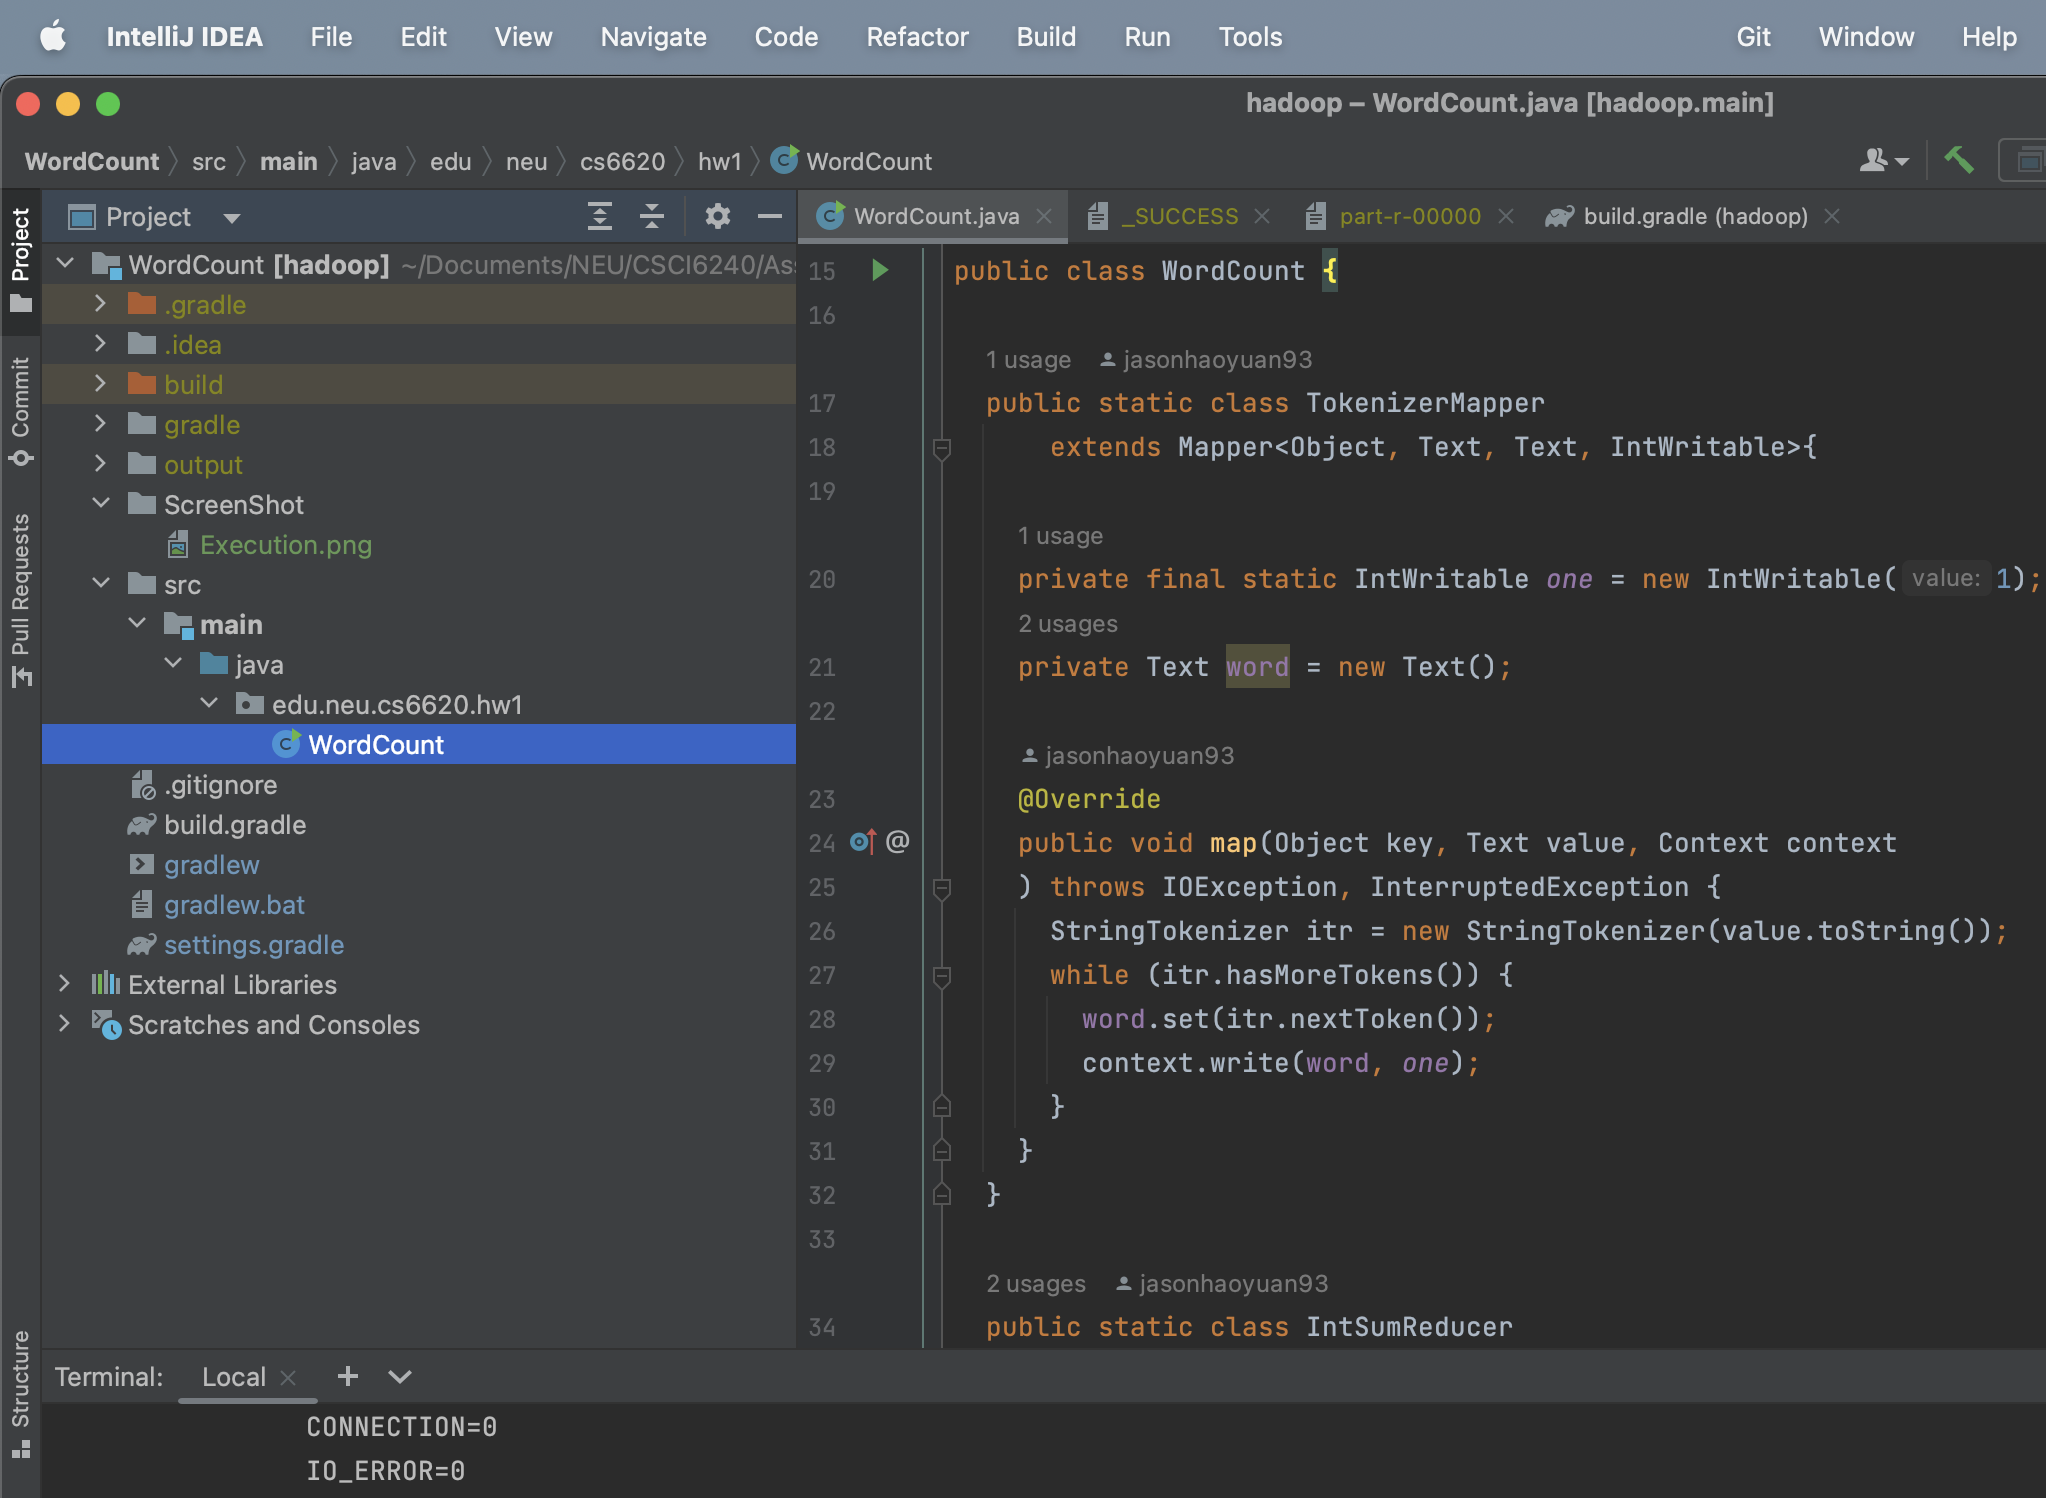 IntelliJ IDEA File Edit View Navigate Code Refactor Build Run Tools Git Window Help
hadoop – WordCount.java [hadoop.main]
WordCount src main java edu neu cs6620 hw1 WordCount
Project
WordCount.java _SUCCESS part-r-00000 build.gradle (hadoop)
Project
Commit
Pull Requests
Structure
WordCount [hadoop] ~/Documents/NEU/CSCI6240/Ass
.gradle
.idea
build
gradle
output
ScreenShot
Execution.png
src
main
java
edu.neu.cs6620.hw1
WordCount
.gitignore
build.gradle
gradlew
gradlew.bat
settings.gradle
External Libraries
Scratches and Consoles
15 public class WordCount {
16
1 usage jasonhaoyuan93
17 public static class TokenizerMapper
18 extends Mapper<Object, Text, Text, IntWritable>{
19
1 usage
20 private final static IntWritable one = new IntWritable( value: 1);
2 usages
21 private Text word = new Text();
22
jasonhaoyuan93
23 @Override
24 @ public void map(Object key, Text value, Context context
25 ) throws IOException, InterruptedException {
26 StringTokenizer itr = new StringTokenizer(value.toString());
27 while (itr.hasMoreTokens()) {
28 word.set(itr.nextToken());
29 context.write(word, one);
30 }
31 }
32 }
33
2 usages jasonhaoyuan93
34 public static class IntSumReducer
Terminal: Local
CONNECTION=0
IO_ERROR=0